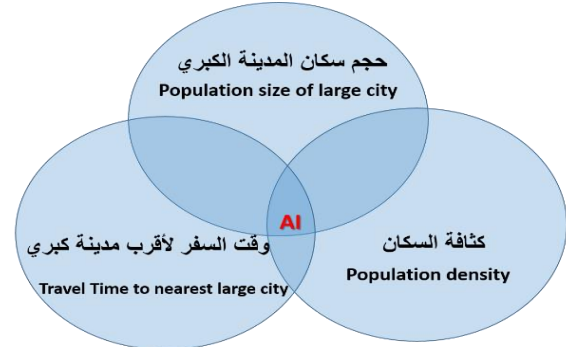 حجم سكان المدينة الكبري
Population size of large city
AI
وقت السفر لأقرب مدينة كبري
Travel Time to nearest large city
كثافة السكان
Population density